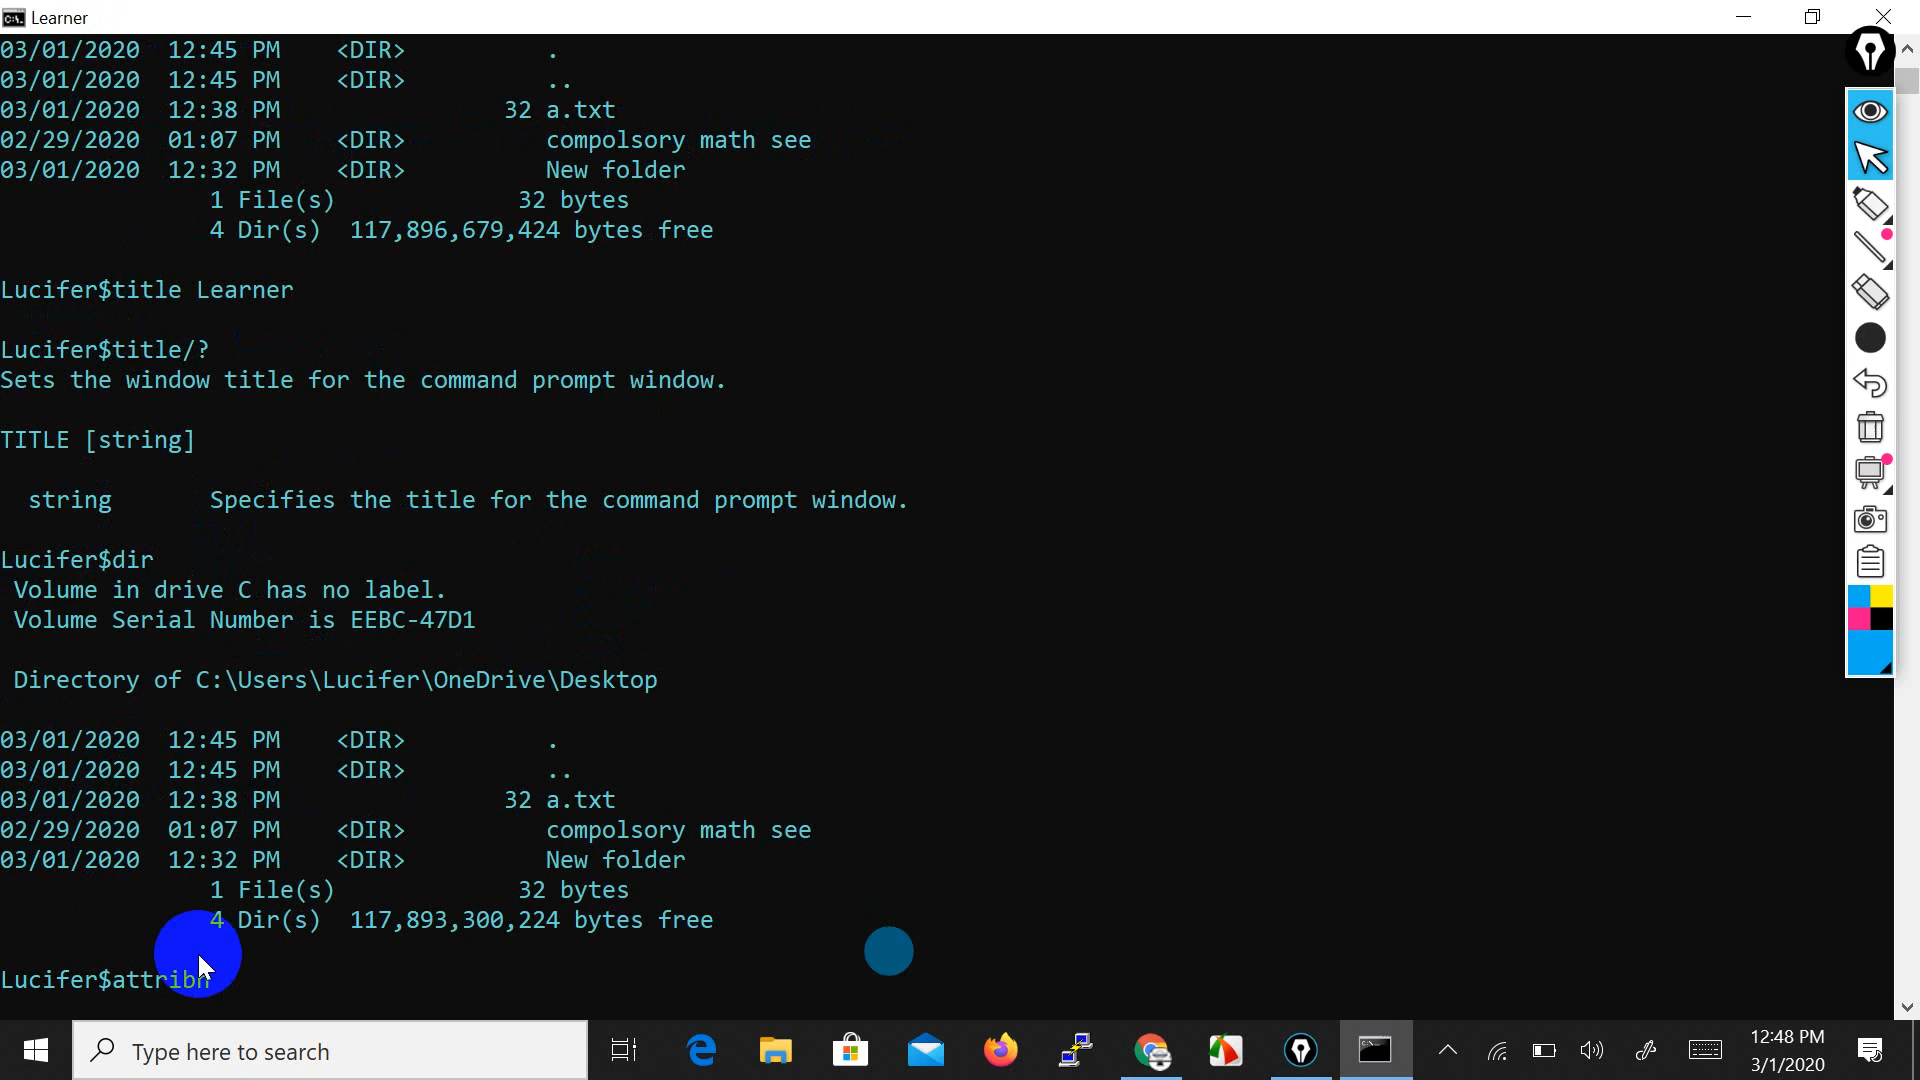 Learner
03/01/2020  12:45 PM    <DIR>          .
03/01/2020  12:45 PM    <DIR>          ..
03/01/2020  12:38 PM                32 a.txt
02/29/2020  01:07 PM    <DIR>          compolsory math see
03/01/2020  12:32 PM    <DIR>          New folder
               1 File(s)             32 bytes
               4 Dir(s)  117,896,679,424 bytes free
Lucifer$title Learner
Lucifer$title/?
Sets the window title for the command prompt window.
TITLE [string]
  string       Specifies the title for the command prompt window.
Lucifer$dir
 Volume in drive C has no label.
 Volume Serial Number is EEBC-47D1
 Directory of C:\Users\Lucifer\OneDrive\Desktop
03/01/2020  12:45 PM    <DIR>          .
03/01/2020  12:45 PM    <DIR>          ..
03/01/2020  12:38 PM                32 a.txt
02/29/2020  01:07 PM    <DIR>          compolsory math see
03/01/2020  12:32 PM    <DIR>          New folder
               1 File(s)             32 bytes
               4 Dir(s)  117,893,300,224 bytes free
Lucifer$attribn
Type here to search
12:48 PM
3/1/2020